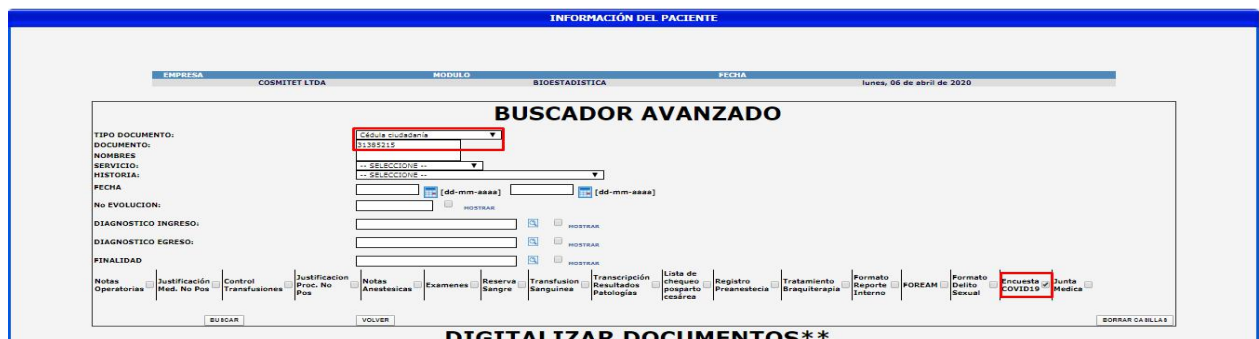 INFORMACIÓN DEL PACIENTE
EMPRESA MODULO FECHA
COSMITET LTDA BIOESTADISTICA lunes, 06 de abril de 2020
BUSCADOR AVANZADO
TIPO DOCUMENTO: Cédula ciudadanía
DOCUMENTO: 31385215
NOMBRES
SERVICIO: -- SELECCIONE --
HISTORIA: -- SELECCIONE --
FECHA [dd-mm-aaaa] [dd-mm-aaaa]
No EVOLUCION: MOSTRAR
DIAGNOSTICO INGRESO: MOSTRAR
DIAGNOSTICO EGRESO: MOSTRAR
FINALIDAD MOSTRAR
Notas Operatorias Justificación Med. No Pos Control Transfusiones Justificacion Proc. No Pos Notas Anestesicas Examenes Reserva Sangre Transfusion Sanguinea Transcripción Resultados Patologías Lista de chequeo posparto cesárea Registro Preanestecia Tratamiento Braquiterapia Formato Reporte Interno FOREAM Formato Delito Sexual Encuesta COVID19 Junta Medica
BUSCAR VOLVER BORRAR CASILLAS
DIGITALIZAR DOCUMENTOS**